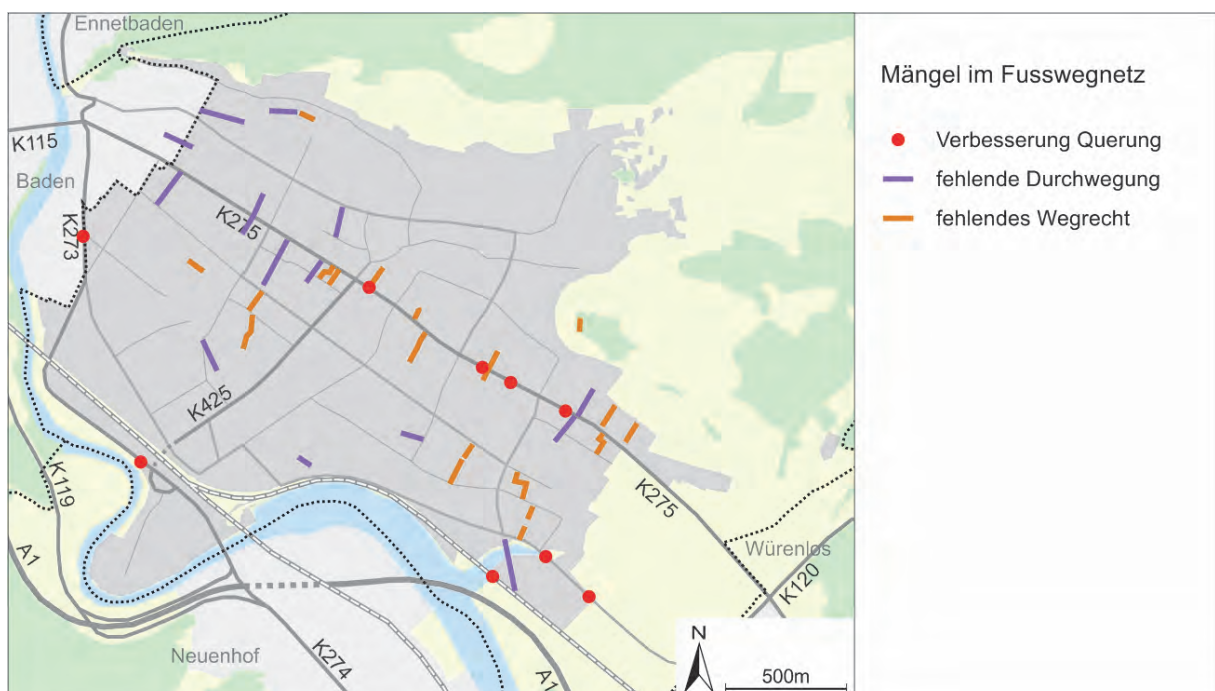 Ennetbaden
K115
Baden
K273
K275
K425
K119
A1
Neuenhof
K274
A1
K275
Würenlos
K120
N
500m
Mängel im Fusswegnetz
Verbesserung Querung
fehlende Durchwegung
fehlendes Wegrecht